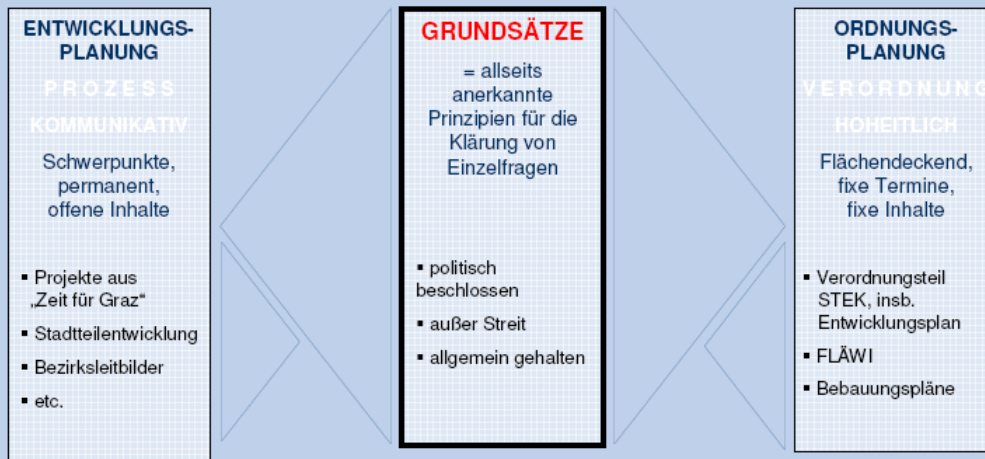 ENTWICKLUNGS-
PLANUNG
PROZESS
KOMMUNIKATIV
Schwerpunkte,
permanent,
offene Inhalte
▪ Projekte aus
„Zeit für Graz“
▪ Stadtteilentwicklung
▪ Bezirksleitbilder
▪ etc.
GRUNDSÄTZE
= allseits
anerkannte
Prinzipien für die
Klärung von
Einzelfragen
▪ politisch
beschlossen
▪ außer Streit
▪ allgemein gehalten
ORDNUNGS-
PLANUNG
VERORDNUNG
HOHEITLICH
Flächendeckend,
fixe Termine,
fixe Inhalte
▪ Verordnungsteil
STEK, insb.
Entwicklungsplan
▪ FLÄWI
▪ Bebauungspläne